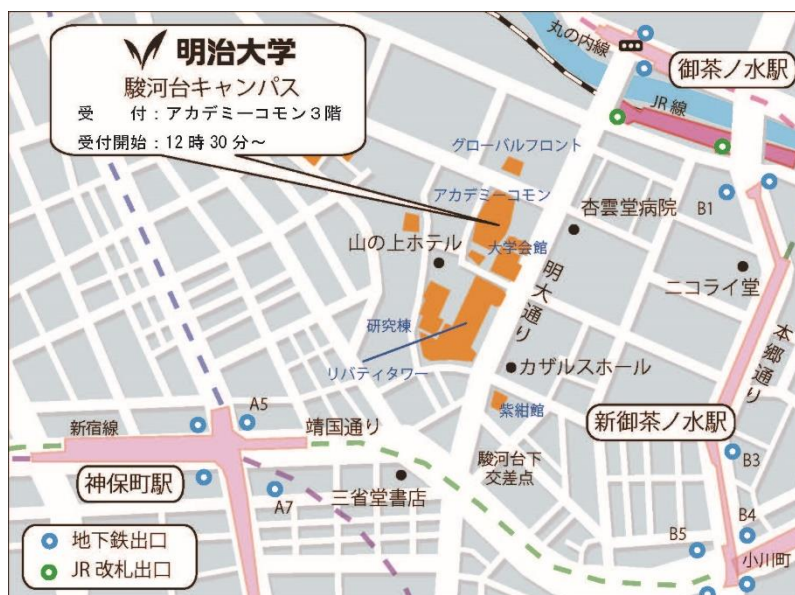 明治大学
駿河台キャンパス
受　　付：アカデミーコモン３階
受付開始：12時30分～
丸の内線
御茶ノ水駅
JR線
グローバルフロント
アカデミーコモン
杏雲堂病院
B1
大学会館
山の上ホテル
明大通り
ニコライ堂
研究棟
本郷通り
リバティタワー
カザルスホール
紫紺館
新御茶ノ水駅
A5
新宿線
靖国通り
駿河台下
交差点
神保町駅
A7
三省堂書店
B3
B4
B5
小川町
地下鉄出口
JR改札出口